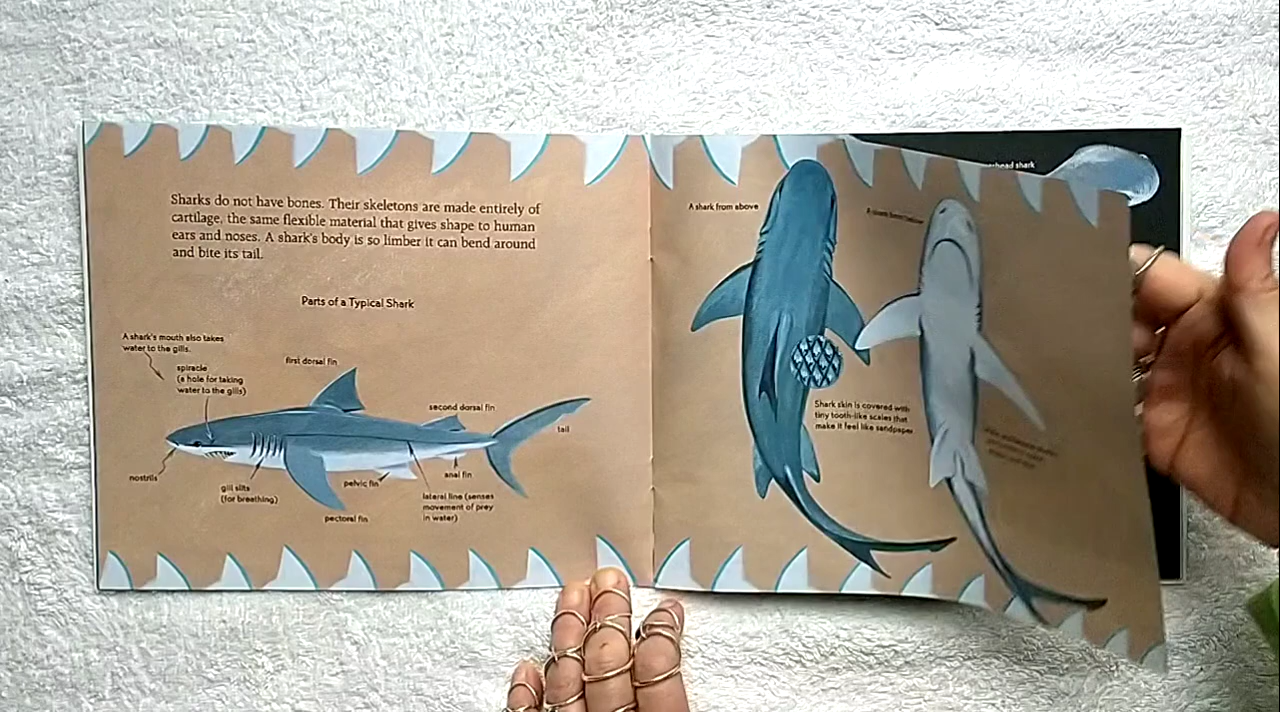 Sharks do not have bones. Their skeletons are made entirely of
cartilage, the same flexible material that gives shape to human
ears and noses. A shark's body is so limber it can bend around
and bite its tail.
Parts of a Typical Shark
A shark's mouth also takes
water to the gills.
spiracle
(a hole for taking
water to the gills)
first dorsal fin
second dorsal fin
tail
nostrils
gill slits
(for breathing)
pelvic fin
anal fin
pectoral fin
lateral line (senses
movement of prey
in water)
A shark from above
A shark from below
Shark skin is covered with
tiny tooth-like scales that
make it feel like sandpaper
shark